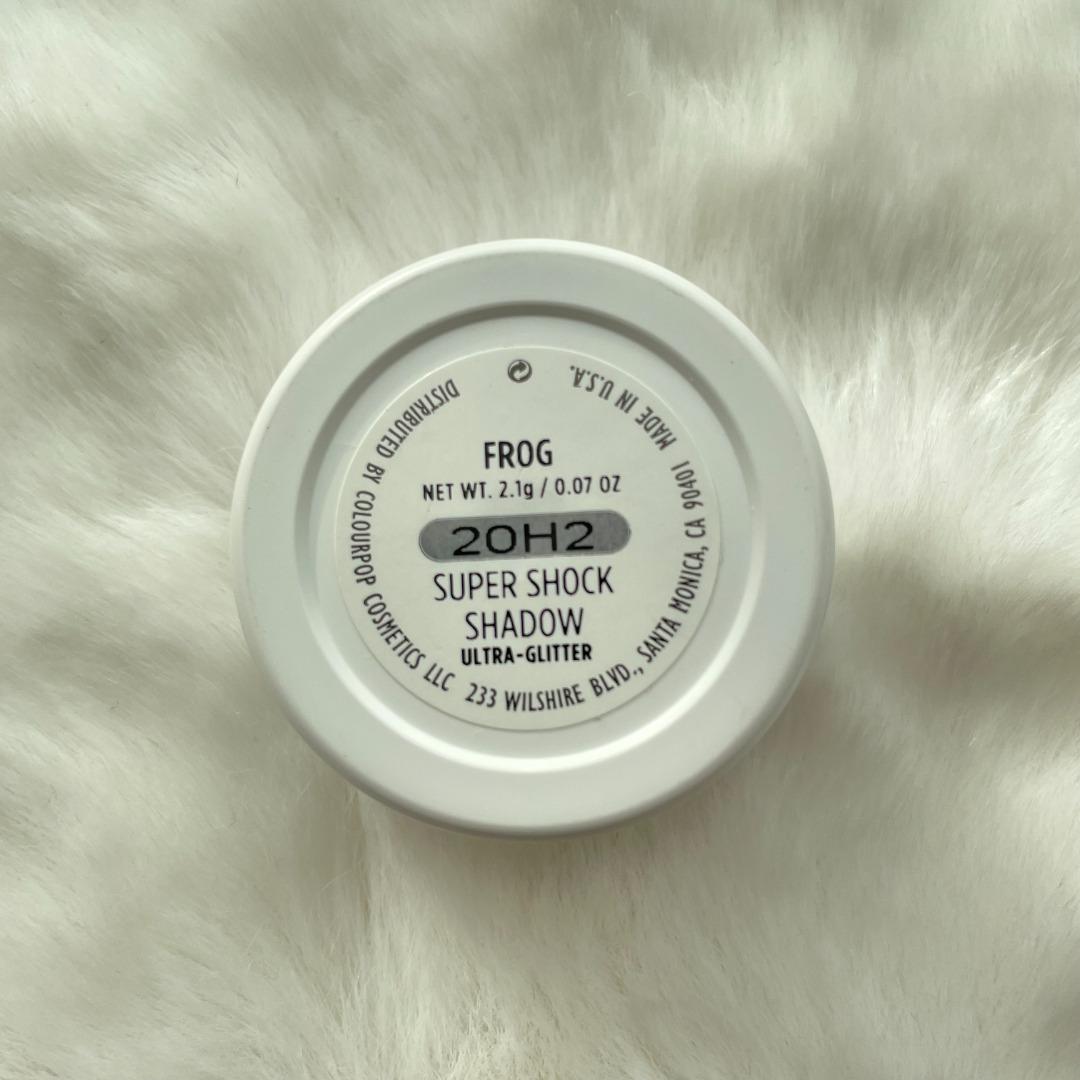 FROG
NET WT. 2.1g / 0.07 OZ
20H2
SUPER SHOCK
SHADOW
ULTRA-GLITTER
DISTRIBUTED BY COLOURPOP COSMETICS LLC 233 WILSHIRE BLVD., SANTA MONICA, CA 90401 MADE IN U.S.A.